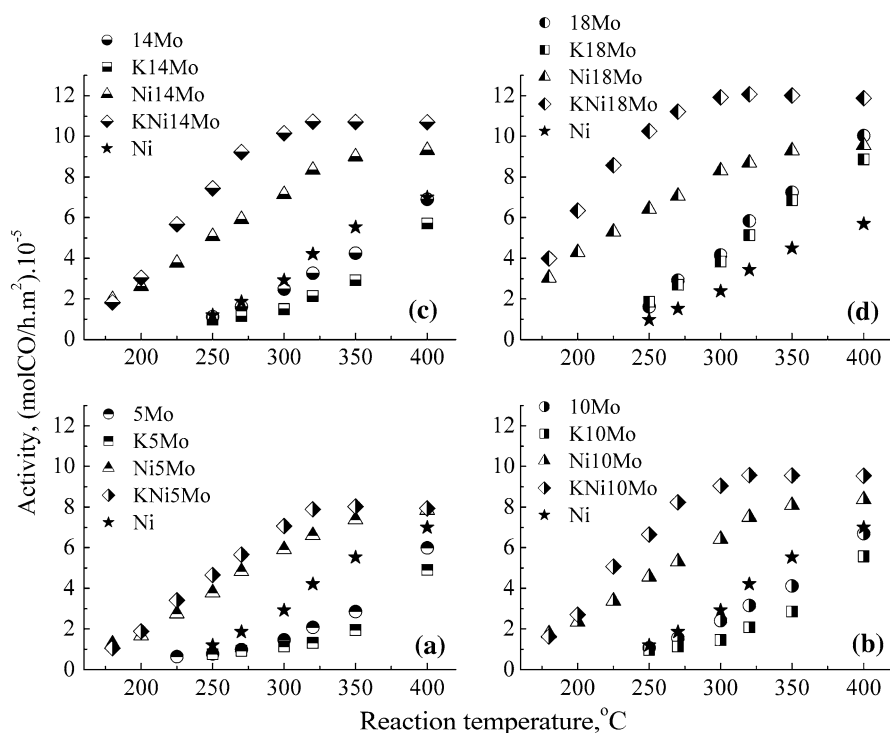 14Mo
K14Mo
Ni14Mo
KNi14Mo
Ni
12
10
8
6
4
2
0
200 250 300 350 400
(c)
18Mo
K18Mo
Ni18Mo
KNi18Mo
Ni
12
10
8
6
4
2
0
200 250 300 350 400
(d)
5Mo
K5Mo
Ni5Mo
KNi5Mo
Ni
12
10
8
6
4
2
0
200 250 300 350 400
(a)
10Mo
K10Mo
Ni10Mo
KNi10Mo
Ni
12
10
8
6
4
2
0
200 250 300 350 400
(b)
Activity, (molCO/h.m²).10⁻⁵
Reaction temperature,°C